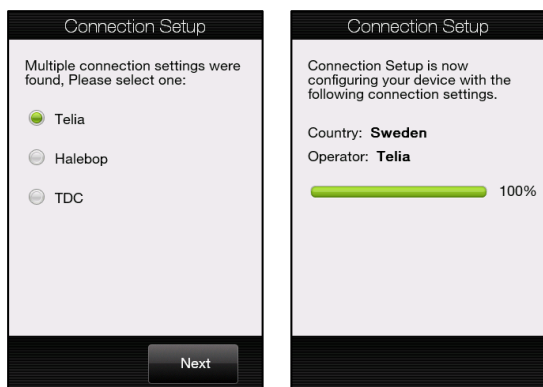 Connection Setup
Multiple connection settings were
found, Please select one:
Telia
Halebop
TDC
Next
Connection Setup
Connection Setup is now
configuring your device with the
following connection settings.
Country: Sweden
Operator: Telia
100%